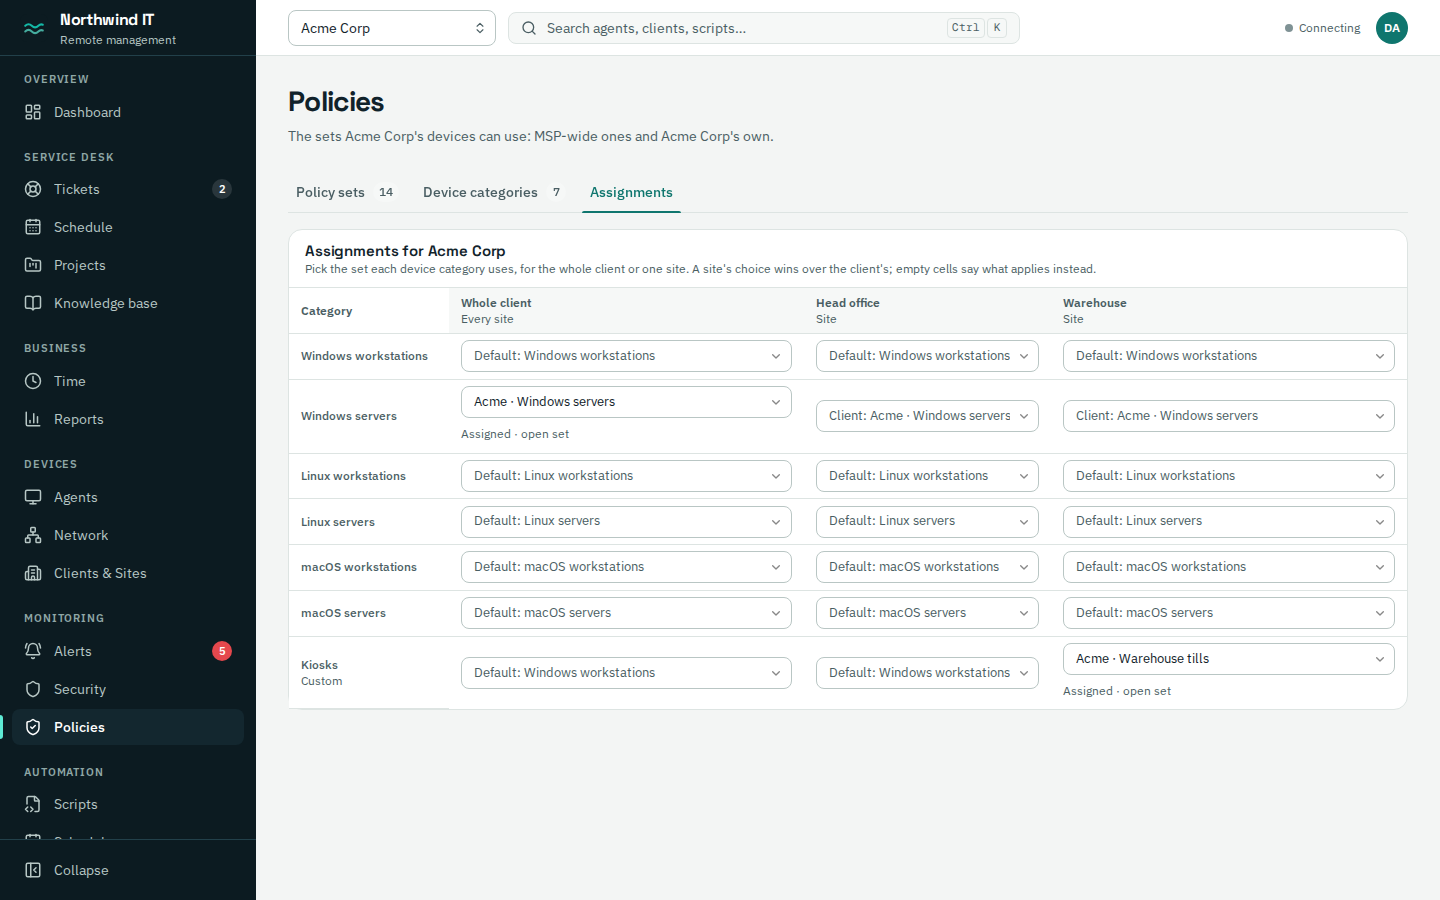 Northwind IT
Remote management
Acme Corp
Search agents, clients, scripts...
Ctrl K
Connecting
DA
OVERVIEW
Dashboard
SERVICE DESK
Tickets 2
Schedule
Projects
Knowledge base
BUSINESS
Time
Reports
DEVICES
Agents
Network
Clients & Sites
MONITORING
Alerts 5
Security
Policies
AUTOMATION
Scripts
Collapse
Policies
The sets Acme Corp's devices can use: MSP-wide ones and Acme Corp's own.
Policy sets 14 Device categories 7 Assignments
Assignments for Acme Corp
Pick the set each device category uses, for the whole client or one site. A site's choice wins over the client's; empty cells say what applies instead.
Category
Whole client
Every site
Head office
Site
Warehouse
Site
Windows workstations Default: Windows workstations Default: Windows workstations Default: Windows workstations
Windows servers Acme · Windows servers Client: Acme · Windows servers Client: Acme · Windows servers
Assigned · open set
Linux workstations Default: Linux workstations Default: Linux workstations Default: Linux workstations
Linux servers Default: Linux servers Default: Linux servers Default: Linux servers
macOS workstations Default: macOS workstations Default: macOS workstations Default: macOS workstations
macOS servers Default: macOS servers Default: macOS servers Default: macOS servers
Kiosks
Custom
Default: Windows workstations Default: Windows workstations Acme · Warehouse tills
Assigned · open set